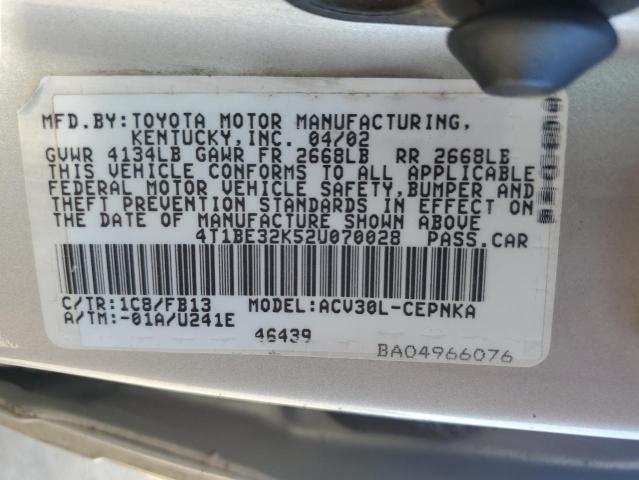 MFD.BY:TOYOTA MOTOR MANUFACTURING,
KENTUCKY,INC. 04/02
GVWR 4134LB GAWR FR 2668LB RR 2668LB
THIS VEHICLE CONFORMS TO ALL APPLICABLE
FEDERAL MOTOR VEHICLE SAFETY,BUMPER AND
THEFT PREVENTION STANDARDS IN EFFECT ON
THE DATE OF MANUFACTURE SHOWN ABOVE
4T1BE32K52U070028 PASS.CAR
C/TR:1C8/FB13 MODEL:ACV30L-CEPNKA
A/TM:-01A/U241E
46439
BA04966076